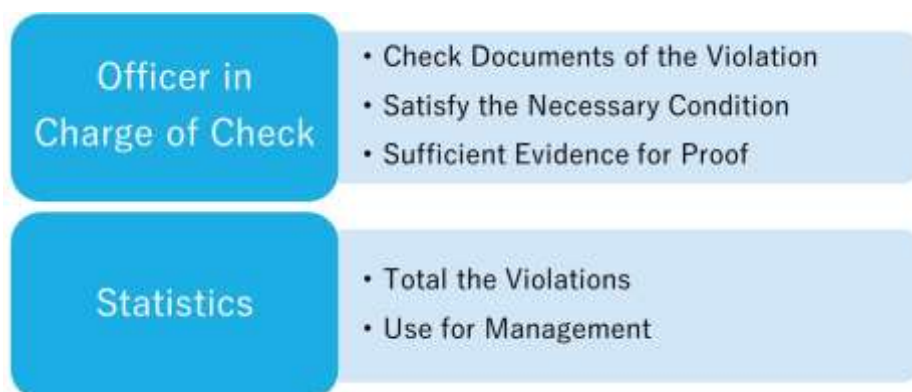 Officer in
Charge of Check
• Check Documents of the Violation
• Satisfy the Necessary Condition
• Sufficient Evidence for Proof
Statistics
• Total the Violations
• Use for Management